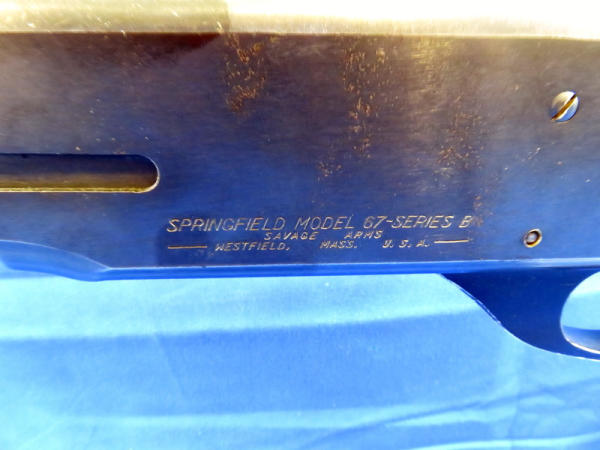 SPRINGFIELD MODEL 67-SERIES B
SAVAGE ARMS
WESTFIELD, MASS. U.S.A.